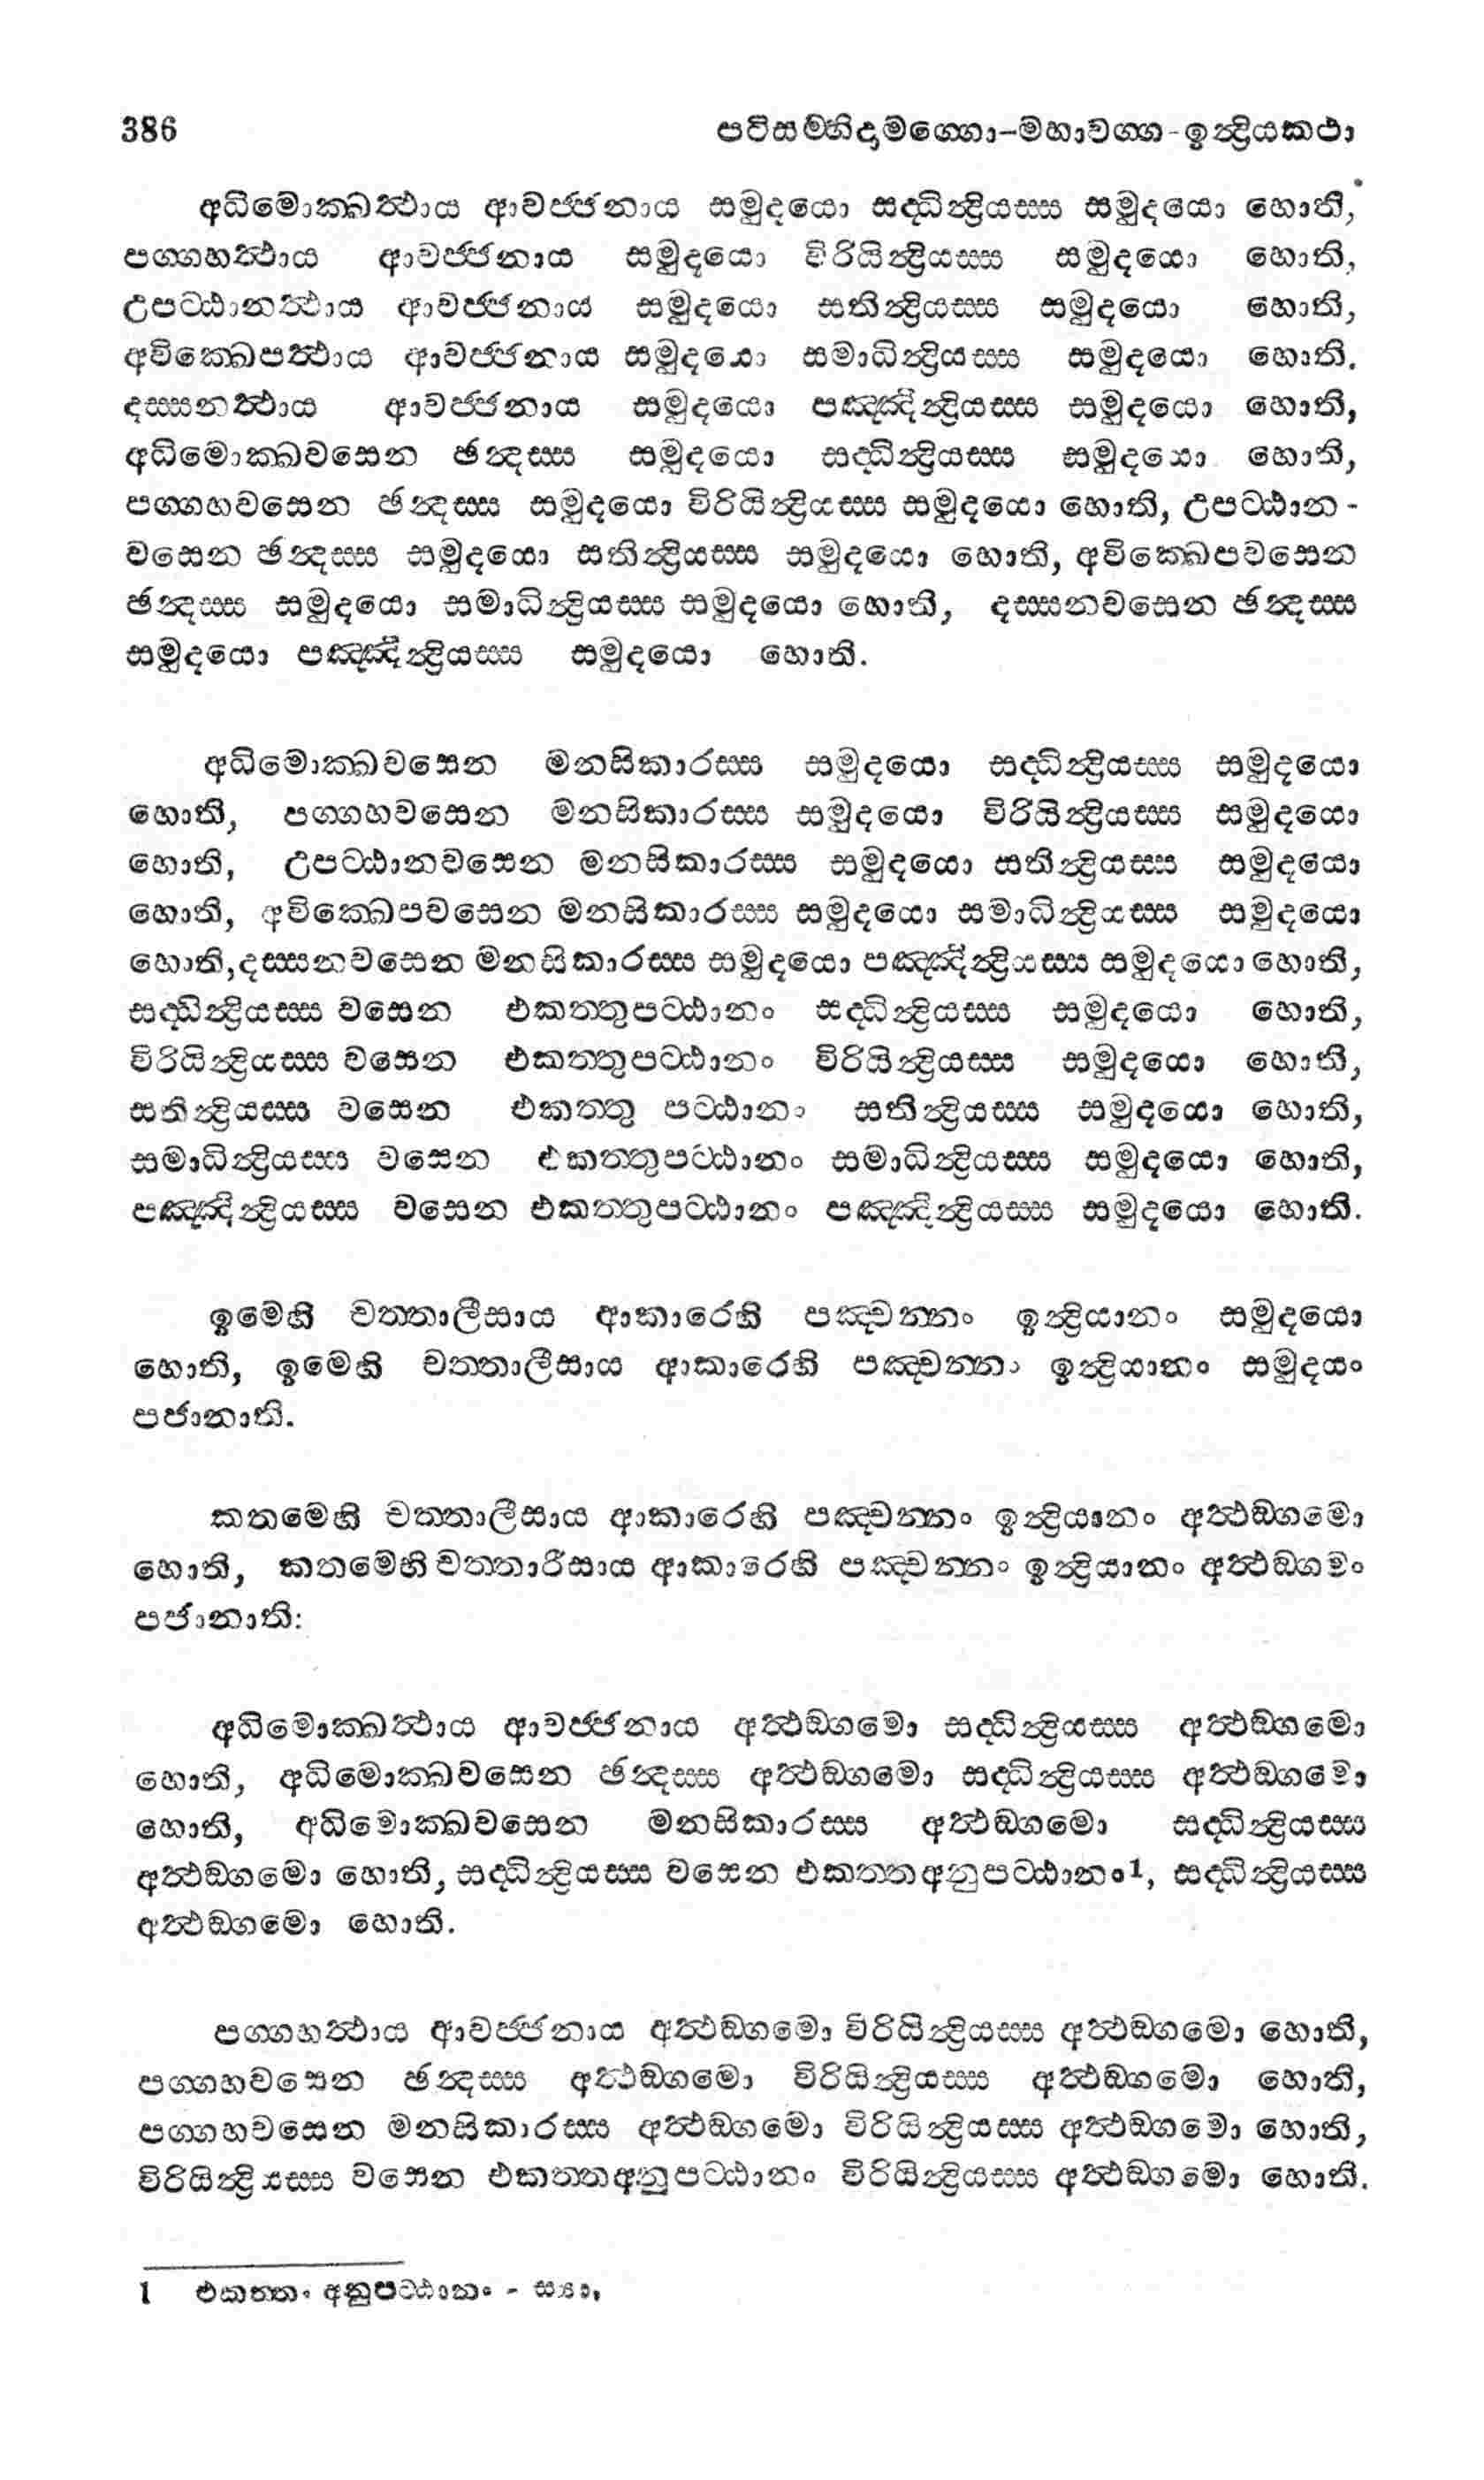 386 පටිසම්භිදාමග්ගො-මහාවග්ග-ඉන්ද්‍රියකථා
අධිමොක්ඛත්ථාය ආවජ්ජනාය සමුදයො සද්ධින්ද්‍රියස්ස සමුදයො හොති,
පග්ගහත්ථාය ආවජ්ජනාය සමුදයො විරියින්ද්‍රියස්ස සමුදයො හොති,
උපට්ඨානත්ථාය ආවජ්ජනාය සමුදයො සතින්ද්‍රියස්ස සමුදයො හොති,
අවික්ඛෙපත්ථාය ආවජ්ජනාය සමුදයො සමාධින්ද්‍රියස්ස සමුදයො හොති.
දස්සනත්ථාය ආවජ්ජනාය සමුදයො පඤ්ඤින්ද්‍රියස්ස සමුදයො හොති,
අධිමොක්ඛවසෙන ඡන්දස්ස සමුදයො සද්ධින්ද්‍රියස්ස සමුදයො හොති,
පග්ගහවසෙන ඡන්දස්ස සමුදයො විරියින්ද්‍රියස්ස සමුදයො හොති, උපට්ඨාන-
වසෙන ඡන්දස්ස සමුදයො සතින්ද්‍රියස්ස සමුදයො හොති, අවික්ඛෙපවසෙන
ඡන්දස්ස සමුදයො සමාධින්ද්‍රියස්ස සමුදයො හොති, දස්සනවසෙන ඡන්දස්ස
සමුදයො පඤ්ඤින්ද්‍රියස්ස සමුදයො හොති.
අධිමොක්ඛවසෙන මනසිකාරස්ස සමුදයො සද්ධින්ද්‍රියස්ස සමුදයො
හොති, පග්ගහවසෙන මනසිකාරස්ස සමුදයො විරියින්ද්‍රියස්ස සමුදයො
හොති, උපට්ඨානවසෙන මනසිකාරස්ස සමුදයො සතින්ද්‍රියස්ස සමුදයො
හොති, අවික්ඛෙපවසෙන මනසිකාරස්ස සමුදයො සමාධින්ද්‍රියස්ස සමුදයො
හොති,දස්සනවසෙන මනසිකාරස්ස සමුදයො පඤ්ඤින්ද්‍රියස්ස සමුදයො හොති,
සද්ධින්ද්‍රියස්ස වසෙන එකත්තුපට්ඨානං සද්ධින්ද්‍රියස්ස සමුදයො හොති,
විරියින්ද්‍රියස්ස වසෙන එකත්තුපට්ඨානං විරියින්ද්‍රියස්ස සමුදයො හොති,
සතින්ද්‍රියස්ස වසෙන එකත්තු පට්ඨානං සතින්ද්‍රියස්ස සමුදයො හොති,
සමාධින්ද්‍රියස්ස වසෙන එකත්තුපට්ඨානං සමාධින්ද්‍රියස්ස සමුදයො හොති,
පඤ්ඤින්ද්‍රියස්ස වසෙන එකත්තුපට්ඨානං පඤ්ඤින්ද්‍රියස්ස සමුදයො හොති.
ඉමෙහි චත්තාලීසාය ආකාරෙහි පඤ්චන්නං ඉන්ද්‍රියානං සමුදයො
හොති, ඉමෙහි චත්තාලීසාය ආකාරෙහි පඤ්චන්නං ඉන්ද්‍රියානං සමුදයං
පජානාති.
කතමෙහි චත්තාලීසාය ආකාරෙහි පඤ්චන්නං ඉන්ද්‍රියානං අත්ථඞ්ගමො
හොති, කතමෙහි චත්තාරීසාය ආකාරෙහි පඤ්චන්නං ඉන්ද්‍රියානං අත්ථඞ්ගමං
පජානාති:
අධිමොක්ඛත්ථාය ආවජ්ජනාය අත්ථඞ්ගමො සද්ධින්ද්‍රියස්ස අත්ථඞ්ගමො
හොති, අධිමොක්ඛවසෙන ඡන්දස්ස අත්ථඞ්ගමො සද්ධින්ද්‍රියස්ස අත්ථඞ්ගමො
හොති, අධිමොක්ඛවසෙන මනසිකාරස්ස අත්ථඞ්ගමො සද්ධින්ද්‍රියස්ස
අත්ථඞ්ගමො හොති, සද්ධින්ද්‍රියස්ස වසෙන එකත්තඅනුපට්ඨානං1, සද්ධින්ද්‍රියස්ස
අත්ථඞ්ගමො හොති.
පග්ගහත්ථාය ආවජ්ජනාය අත්ථඞ්ගමො විරියින්ද්‍රියස්ස අත්ථඞ්ගමො හොති,
පග්ගහවසෙන ඡන්දස්ස අත්ථඞ්ගමො විරියින්ද්‍රියස්ස අත්ථඞ්ගමො හොති,
පග්ගහවසෙන මනසිකාරස්ස අත්ථඞ්ගමො විරියින්ද්‍රියස්ස අත්ථඞ්ගමො හොති,
විරියින්ද්‍රියස්ස වසෙන එකත්තඅනුපට්ඨානං විරියින්ද්‍රියස්ස අත්ථඞ්ගමො හොති.
1 එකත්තං අනුපට්ඨානං - ස්‍යා,